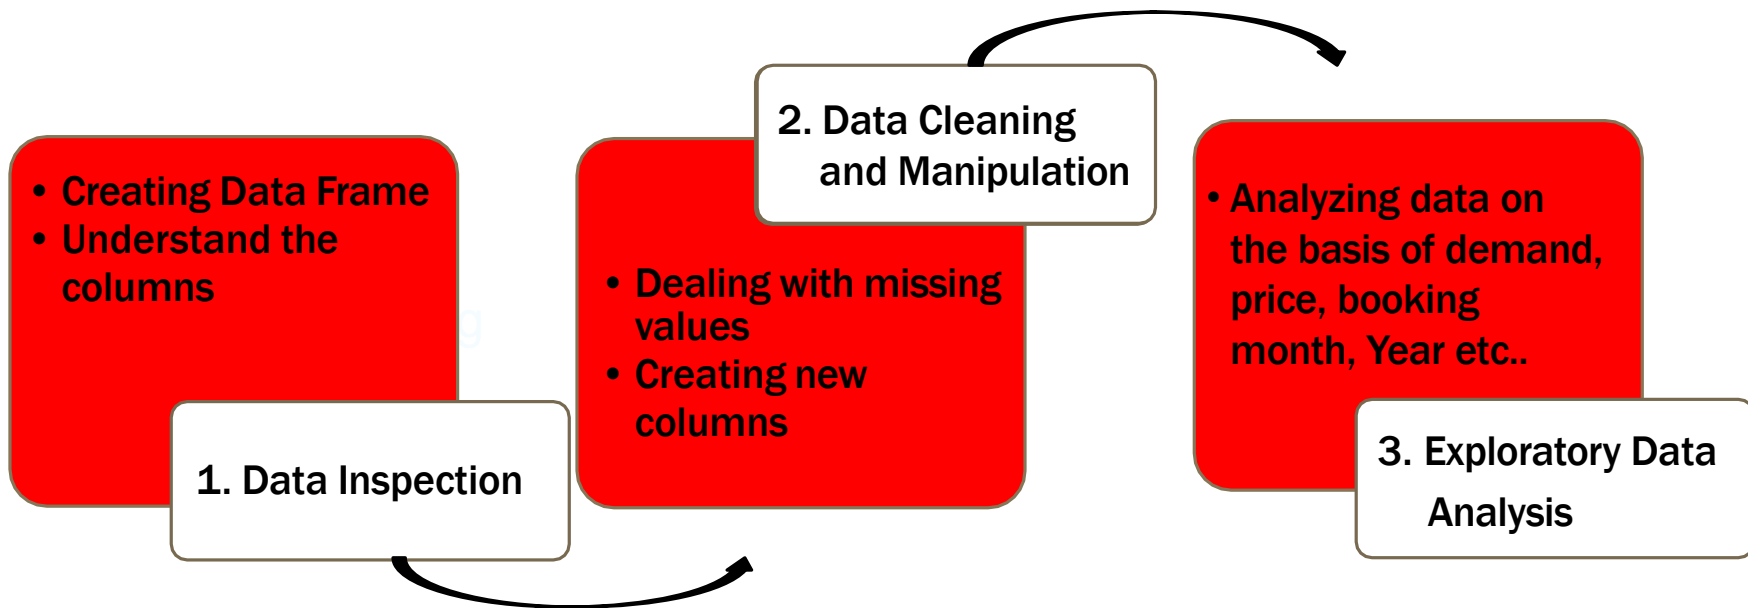 • Creating Data Frame
• Understand the
columns
1. Data Inspection
2. Data Cleaning
and Manipulation
• Dealing with missing
values
• Creating new
columns
• Analyzing data on
the basis of demand,
price, booking
month, Year etc..
3. Exploratory Data
Analysis
g